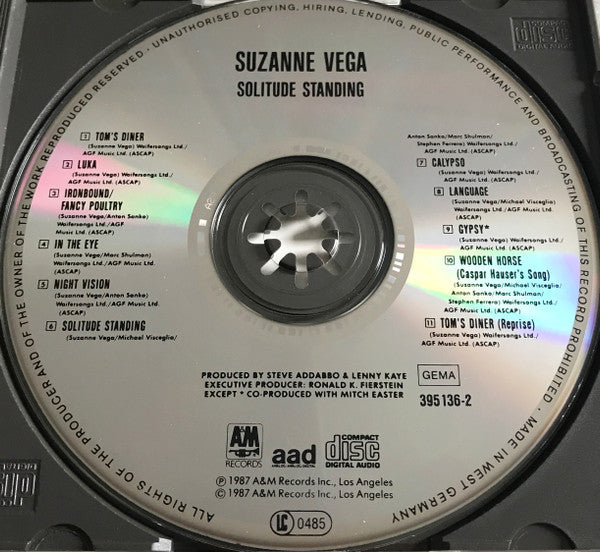 ALL RIGHTS OF THE PRODUCER AND OF THE OWNER OF THE WORK REPRODUCED RESERVED · UNAUTHORISED COPYING, HIRING, LENDING, PUBLIC PERFORMANCE AND BROADCASTING OF THIS RECORD PROHIBITED · MADE IN WEST GERMANY
COMPACT
disc
DIGITAL AUDIO
SUZANNE VEGA
SOLITUDE STANDING
1 TOM'S DINER
(Suzanne Vega) Waifersongs Ltd./
AGF Music Ltd. (ASCAP)
2 LUKA
(Suzanne Vega) Waifersongs Ltd./
AGF Music Ltd. (ASCAP)
3 IRONBOUND/
FANCY POULTRY
(Suzanne Vega/Anton Sanko)
Waifersongs Ltd./AGF
Music Ltd. (ASCAP)
4 IN THE EYE
(Suzanne Vega/Marc Shulman)
Waifersongs Ltd./AGF Music
Ltd. (ASCAP)
5 NIGHT VISION
(Suzanne Vega/Anton Sanko)
Waifersongs Ltd./AGF Music
Ltd. (ASCAP)
6 SOLITUDE STANDING
(Suzanne Vega/Michael Visceglia/
Anton Sanko/Marc Shulman/
Stephen Ferrera) Waifersongs Ltd./
AGF Music Ltd. (ASCAP)
7 CALYPSO
(Suzanne Vega) Waifersongs Ltd./
AGF Music Ltd. (ASCAP)
8 LANGUAGE
(Suzanne Vega/Michael Visceglia)
Waifersongs Ltd./AGF Music Ltd. (ASCAP)
9 GYPSY*
(Suzanne Vega) Waifersongs Ltd./
AGF Music Ltd. (ASCAP)
10 WOODEN HORSE
(Caspar Hauser's Song)
(Suzanne Vega/Michael Visceglia/
Anton Sanko/Marc Shulman/
Stephen Ferrera) Waifersongs Ltd./
AGF Music Ltd. (ASCAP)
11 TOM'S DINER (Reprise)
(Suzanne Vega) Waifersongs Ltd./
AGF Music Ltd. (ASCAP)
PRODUCED BY STEVE ADDABBO & LENNY KAYE
EXECUTIVE PRODUCER: RONALD K. FIERSTEIN
EXCEPT * CO-PRODUCED WITH MITCH EASTER
GEMA
395 136-2
A&M
RECORDS
aad
ANALOG-ANALOG-DIGITAL
COMPACT
disc
DIGITAL AUDIO
℗ 1987 A&M Records Inc., Los Angeles
© 1987 A&M Records Inc., Los Angeles
LC 0485